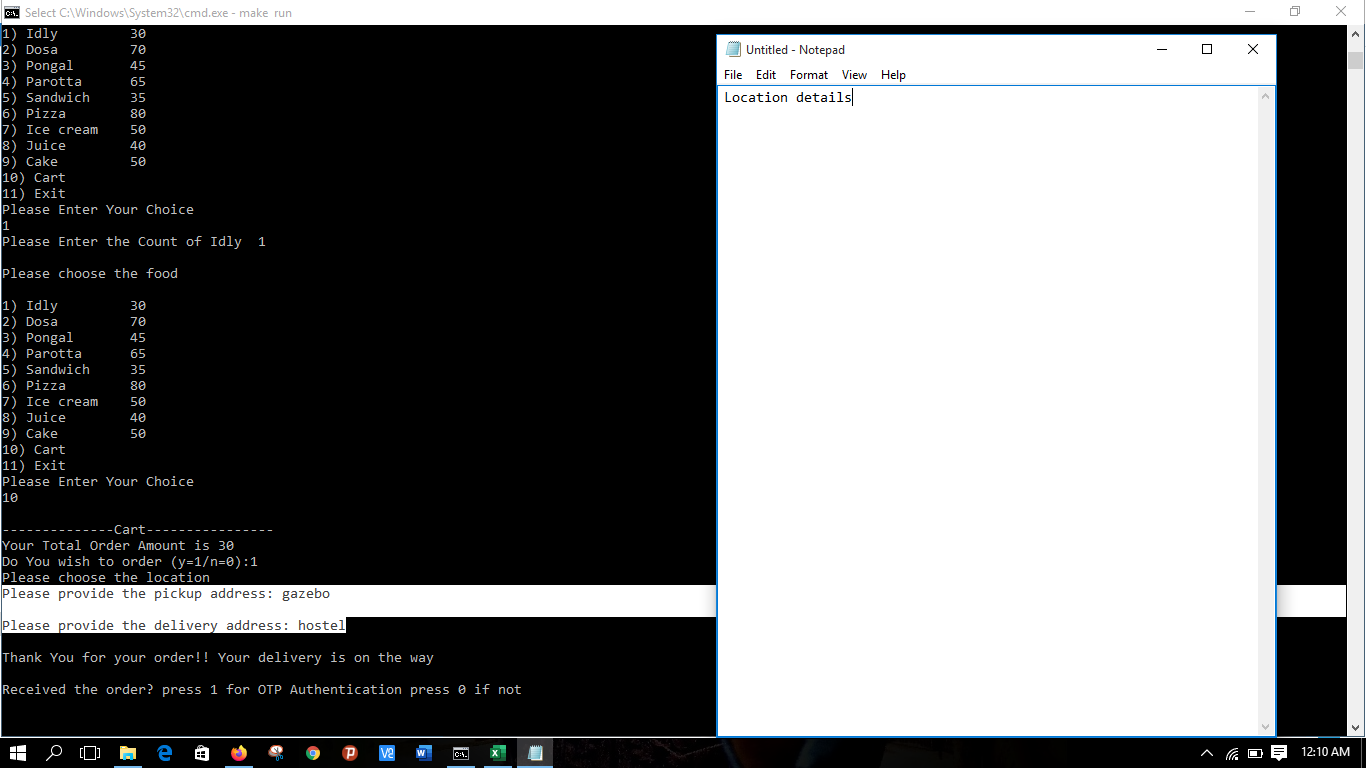 Select C:\Windows\System32\cmd.exe - make run
1) Idly 30
2) Dosa 70
3) Pongal 45
4) Parotta 65
5) Sandwich 35
6) Pizza 80
7) Ice cream 50
8) Juice 40
9) Cake 50
10) Cart
11) Exit
Please Enter Your Choice
1
Please Enter the Count of Idly 1
Please choose the food
1) Idly 30
2) Dosa 70
3) Pongal 45
4) Parotta 65
5) Sandwich 35
6) Pizza 80
7) Ice cream 50
8) Juice 40
9) Cake 50
10) Cart
11) Exit
Please Enter Your Choice
10
--------------Cart----------------
Your Total Order Amount is 30
Do You wish to order (y=1/n=0):1
Please choose the location
Please provide the pickup address: gazebo
Please provide the delivery address: hostel
Thank You for your order!! Your delivery is on the way
Received the order? press 1 for OTP Authentication press 0 if not
Untitled - Notepad
File Edit Format View Help
Location details
12:10 AM